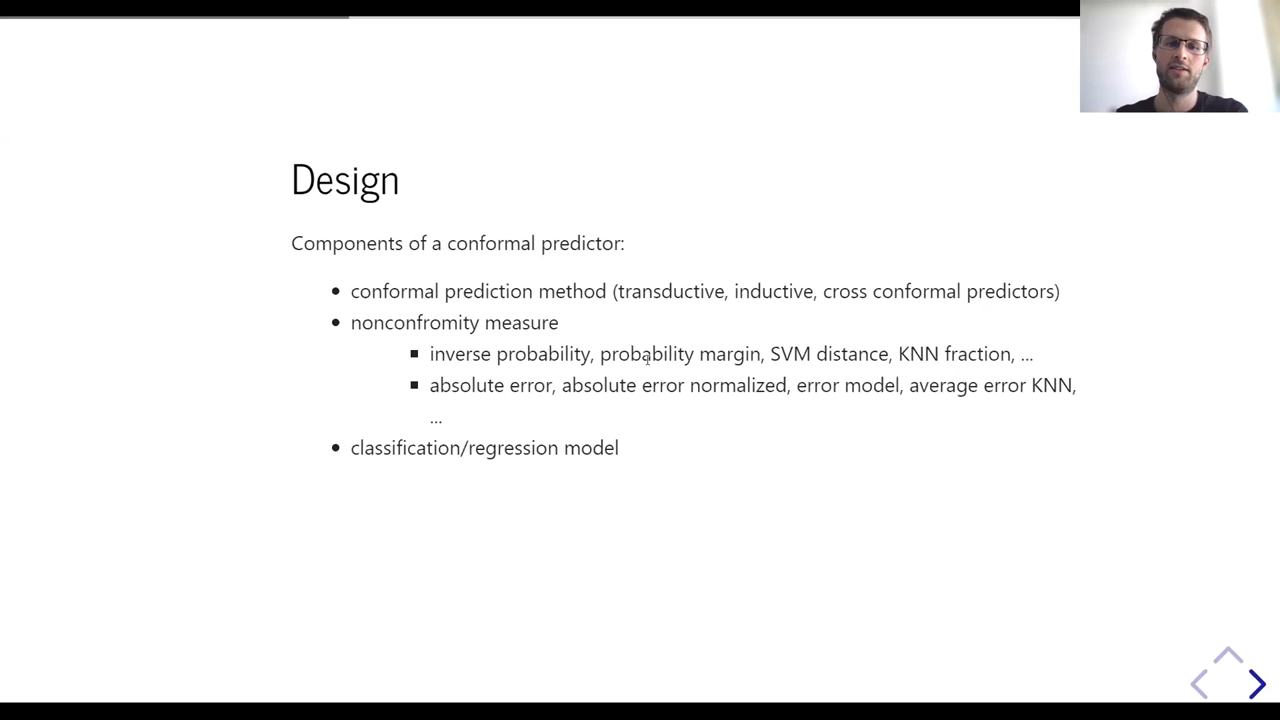 Design
Components of a conformal predictor:
conformal prediction method (transductive, inductive, cross conformal predictors)
nonconfromity measure
inverse probability, probability margin, SVM distance, KNN fraction, ...
absolute error, absolute error normalized, error model, average error KNN,
...
classification/regression model